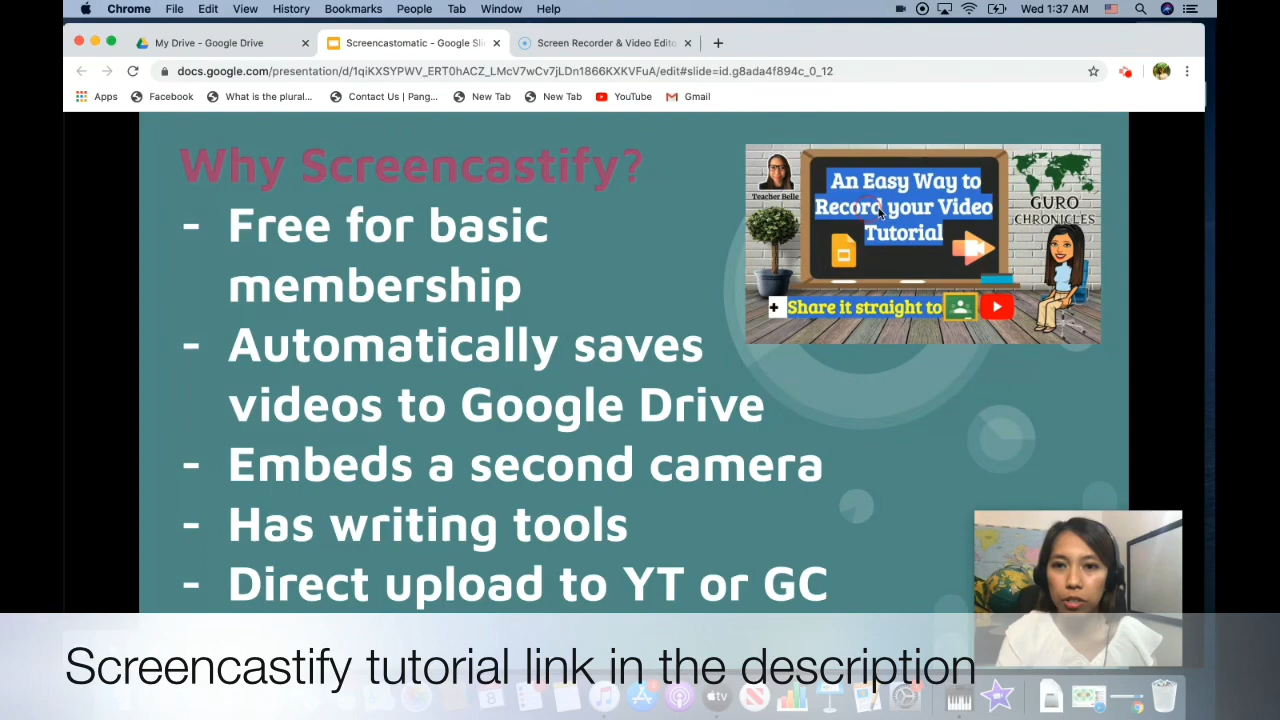 Chrome File Edit View History Bookmarks People Tab Window Help Wed 1:37 AM
My Drive - Google Drive Screencastomatic - Google Sli Screen Recorder & Video Edito
docs.google.com/presentation/d/1qiKXSYPWV_ERT0hACZ_LMcV7wCv7jLDn1866KXKVFuA/edit#slide=id.g8ada4f894c_0_12
Apps Facebook What is the plural... Contact Us | Pang... New Tab New Tab YouTube Gmail
Why Screencastify?
- Free for basic
membership
- Automatically saves
videos to Google Drive
- Embeds a second camera
- Has writing tools
- Direct upload to YT or GC
Teacher Belle
An Easy Way to
Record your Video
Tutorial
GURO
CHRONICLES
+ Share it straight to
Screencastify tutorial link in the description
tv